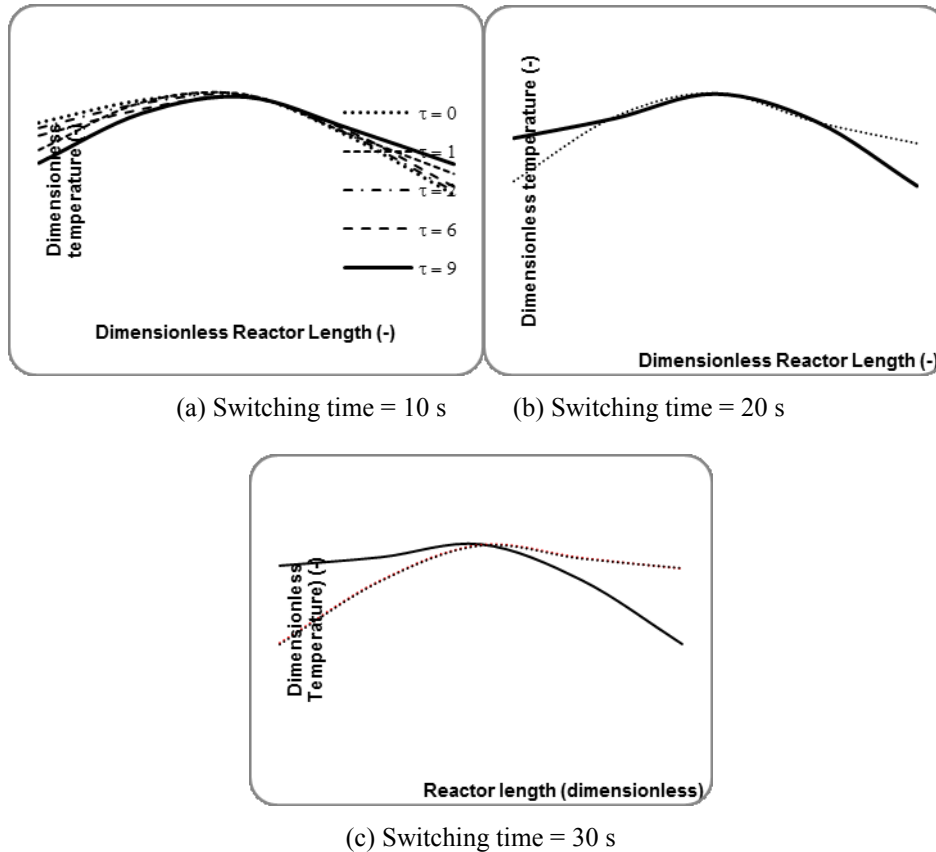 Dimensionless
temperature (-)
τ = 0
τ = 1
τ = 2
τ = 6
τ = 9
Dimensionless Reactor Length (-)
(a) Switching time = 10 s
Dimensionless temperature (-)
Dimensionless Reactor Length (-)
(b) Switching time = 20 s
Dimensionless
Temperature) (-)
Reactor length (dimensionless)
(c) Switching time = 30 s